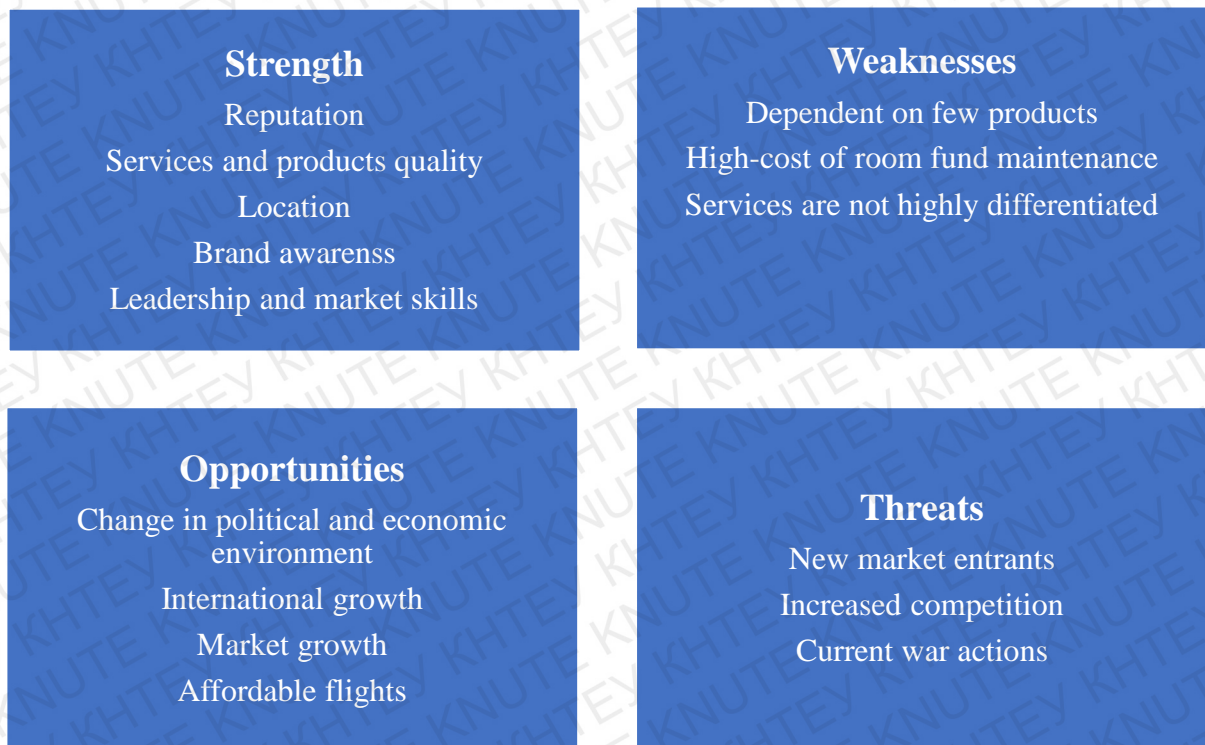 Strength
Reputation
Services and products quality
Location
Brand awarenss
Leadership and market skills
Weaknesses
Dependent on few products
High-cost of room fund maintenance
Services are not highly differentiated
Opportunities
Change in political and economic
environment
International growth
Market growth
Affordable flights
Threats
New market entrants
Increased competition
Current war actions